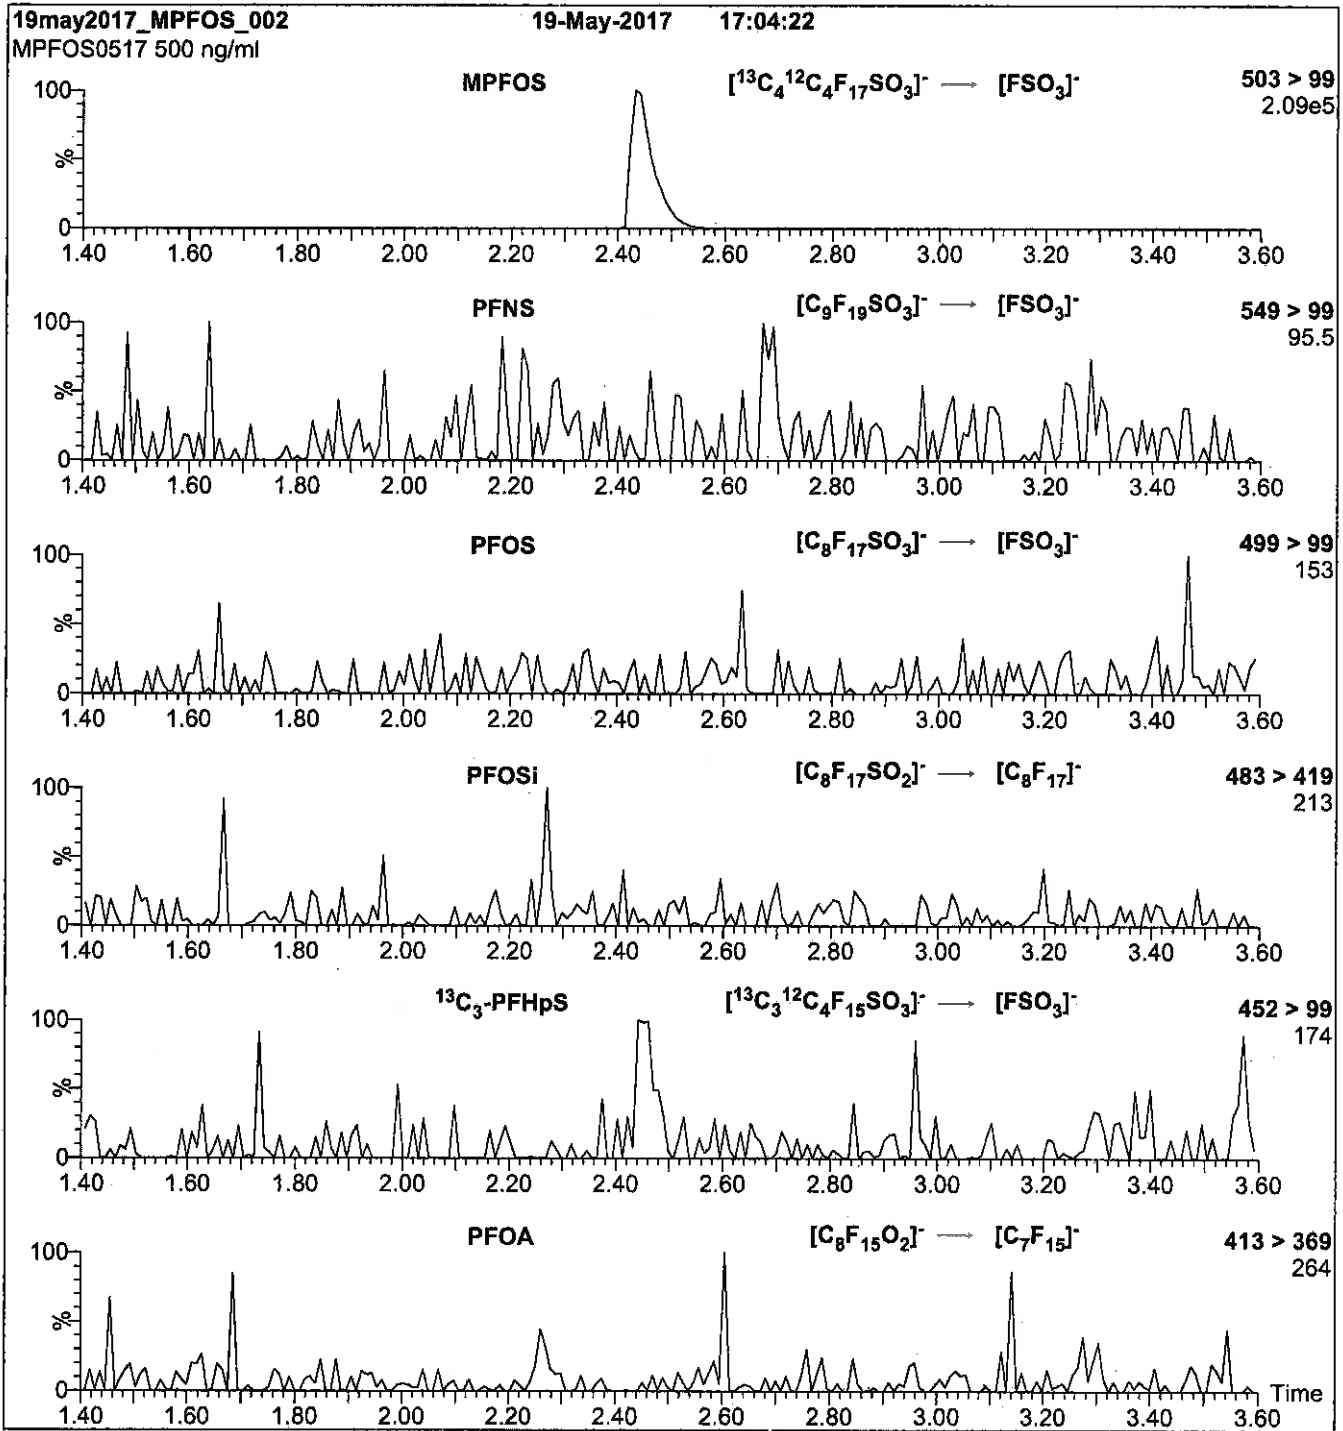 19may2017_MPFOS_002 19-May-2017 17:04:22
MPFOS0517 500 ng/ml
MPFOS [¹³C₄¹²C₄F₁₇SO₃]⁻ → [FSO₃]⁻ 503 > 99
2.09e5
100
%
0
1.40 1.60 1.80 2.00 2.20 2.40 2.60 2.80 3.00 3.20 3.40 3.60
PFNS [C₉F₁₉SO₃]⁻ → [FSO₃]⁻ 549 > 99
95.5
100
%
0
1.40 1.60 1.80 2.00 2.20 2.40 2.60 2.80 3.00 3.20 3.40 3.60
PFOS [C₈F₁₇SO₃]⁻ → [FSO₃]⁻ 499 > 99
153
100
%
0
1.40 1.60 1.80 2.00 2.20 2.40 2.60 2.80 3.00 3.20 3.40 3.60
PFOSi [C₈F₁₇SO₂]⁻ → [C₈F₁₇]⁻ 483 > 419
213
100
%
0
1.40 1.60 1.80 2.00 2.20 2.40 2.60 2.80 3.00 3.20 3.40 3.60
¹³C₃-PFHpS [¹³C₃¹²C₄F₁₅SO₃]⁻ → [FSO₃]⁻ 452 > 99
174
100
%
0
1.40 1.60 1.80 2.00 2.20 2.40 2.60 2.80 3.00 3.20 3.40 3.60
PFOA [C₈F₁₅O₂]⁻ → [C₇F₁₅]⁻ 413 > 369
264
100
%
0 Time
1.40 1.60 1.80 2.00 2.20 2.40 2.60 2.80 3.00 3.20 3.40 3.60